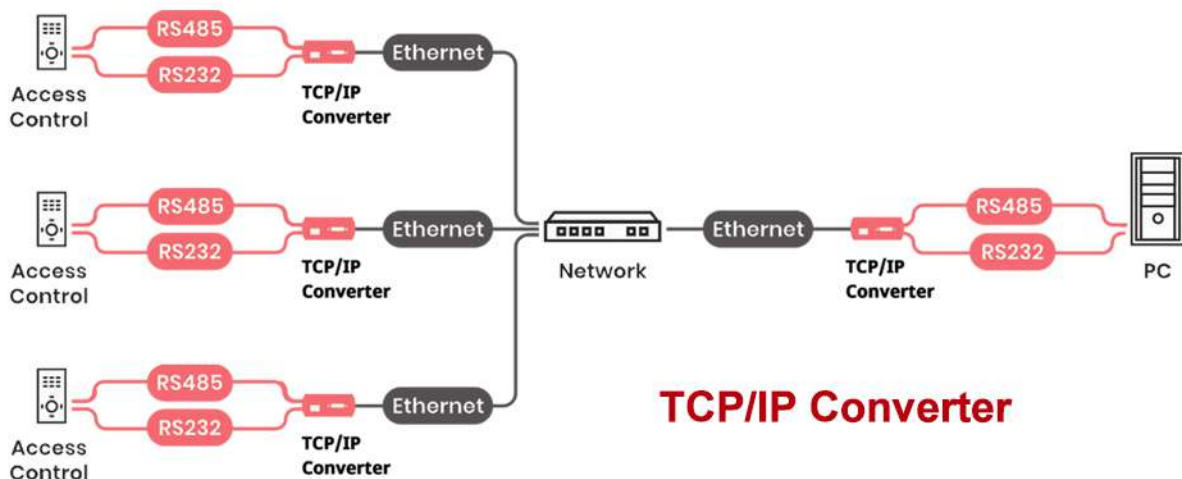 RS485
RS232
Ethernet
Access
Control
TCP/IP
Converter
RS485
RS232
Ethernet
Access
Control
TCP/IP
Converter
Network
Ethernet
TCP/IP
Converter
RS485
RS232
PC
RS485
RS232
Ethernet
Access
Control
TCP/IP
Converter
TCP/IP Converter